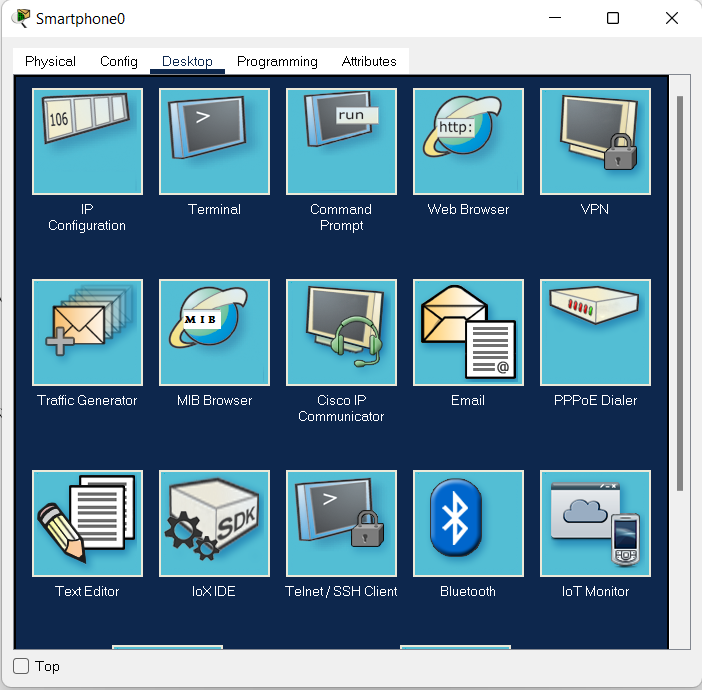 Smartphone0
Physical Config Desktop Programming Attributes
106
>
run
http:
IP
Configuration
Terminal
Command
Prompt
Web Browser
VPN
MIB
@
Traffic Generator
MIB Browser
Cisco IP
Communicator
Email
PPPoE Dialer
SDK
>
Text Editor
IoX IDE
Telnet / SSH Client
Bluetooth
IoT Monitor
Top